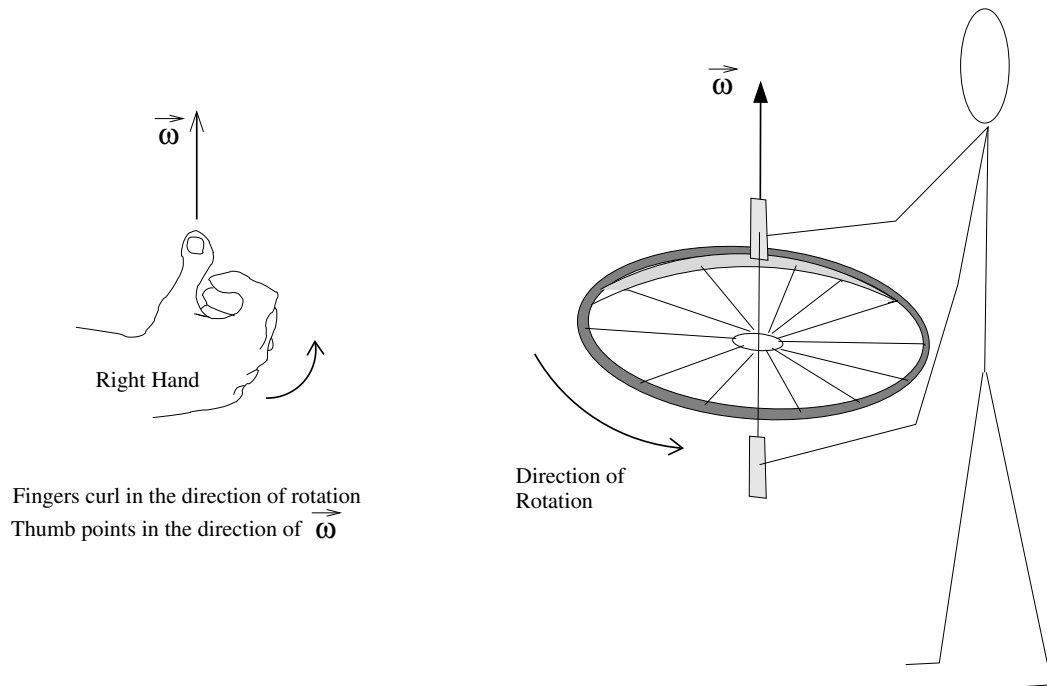 ω
Right Hand
Fingers curl in the direction of rotation
Thumb points in the direction of ω
ω
Direction of
Rotation